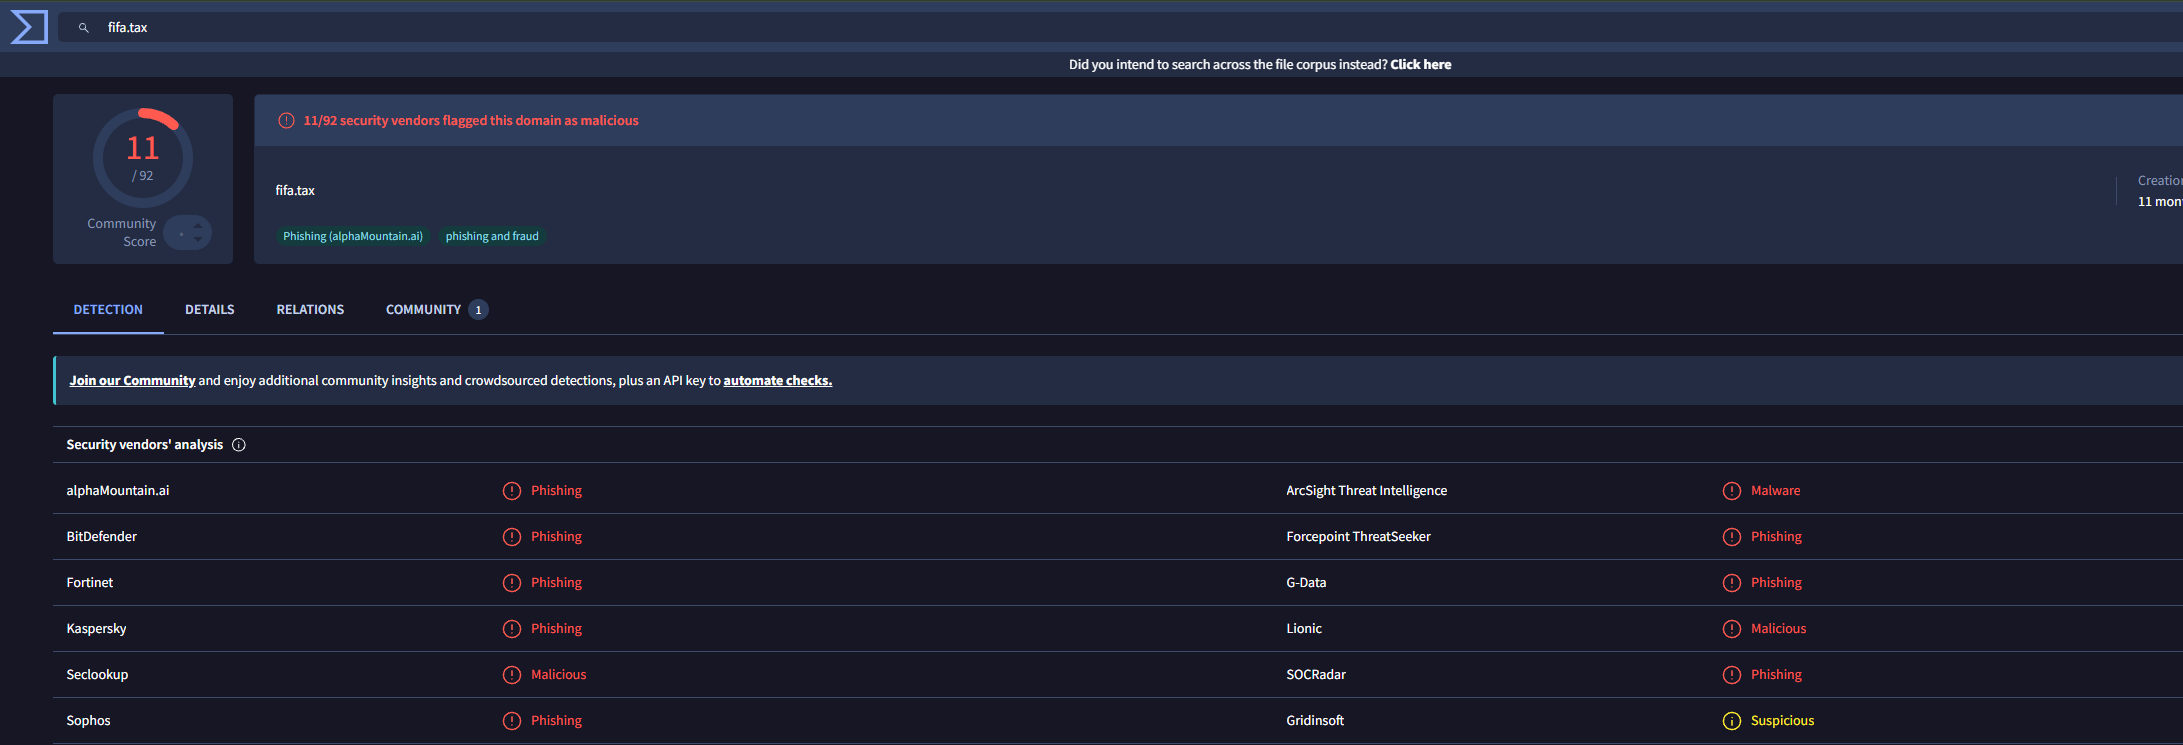 fifa.tax
Did you intend to search across the file corpus instead? Click here
11
/ 92
Community
Score
11/92 security vendors flagged this domain as malicious
fifa.tax
Phishing (alphaMountain.ai) phishing and fraud
Creation
11 mon
DETECTION DETAILS RELATIONS COMMUNITY 1
Join our Community and enjoy additional community insights and crowdsourced detections, plus an API key to automate checks.
Security vendors' analysis
alphaMountain.ai Phishing ArcSight Threat Intelligence Malware
BitDefender Phishing Forcepoint ThreatSeeker Phishing
Fortinet Phishing G-Data Phishing
Kaspersky Phishing Lionic Malicious
Seclookup Malicious SOCRadar Phishing
Sophos Phishing Gridinsoft Suspicious